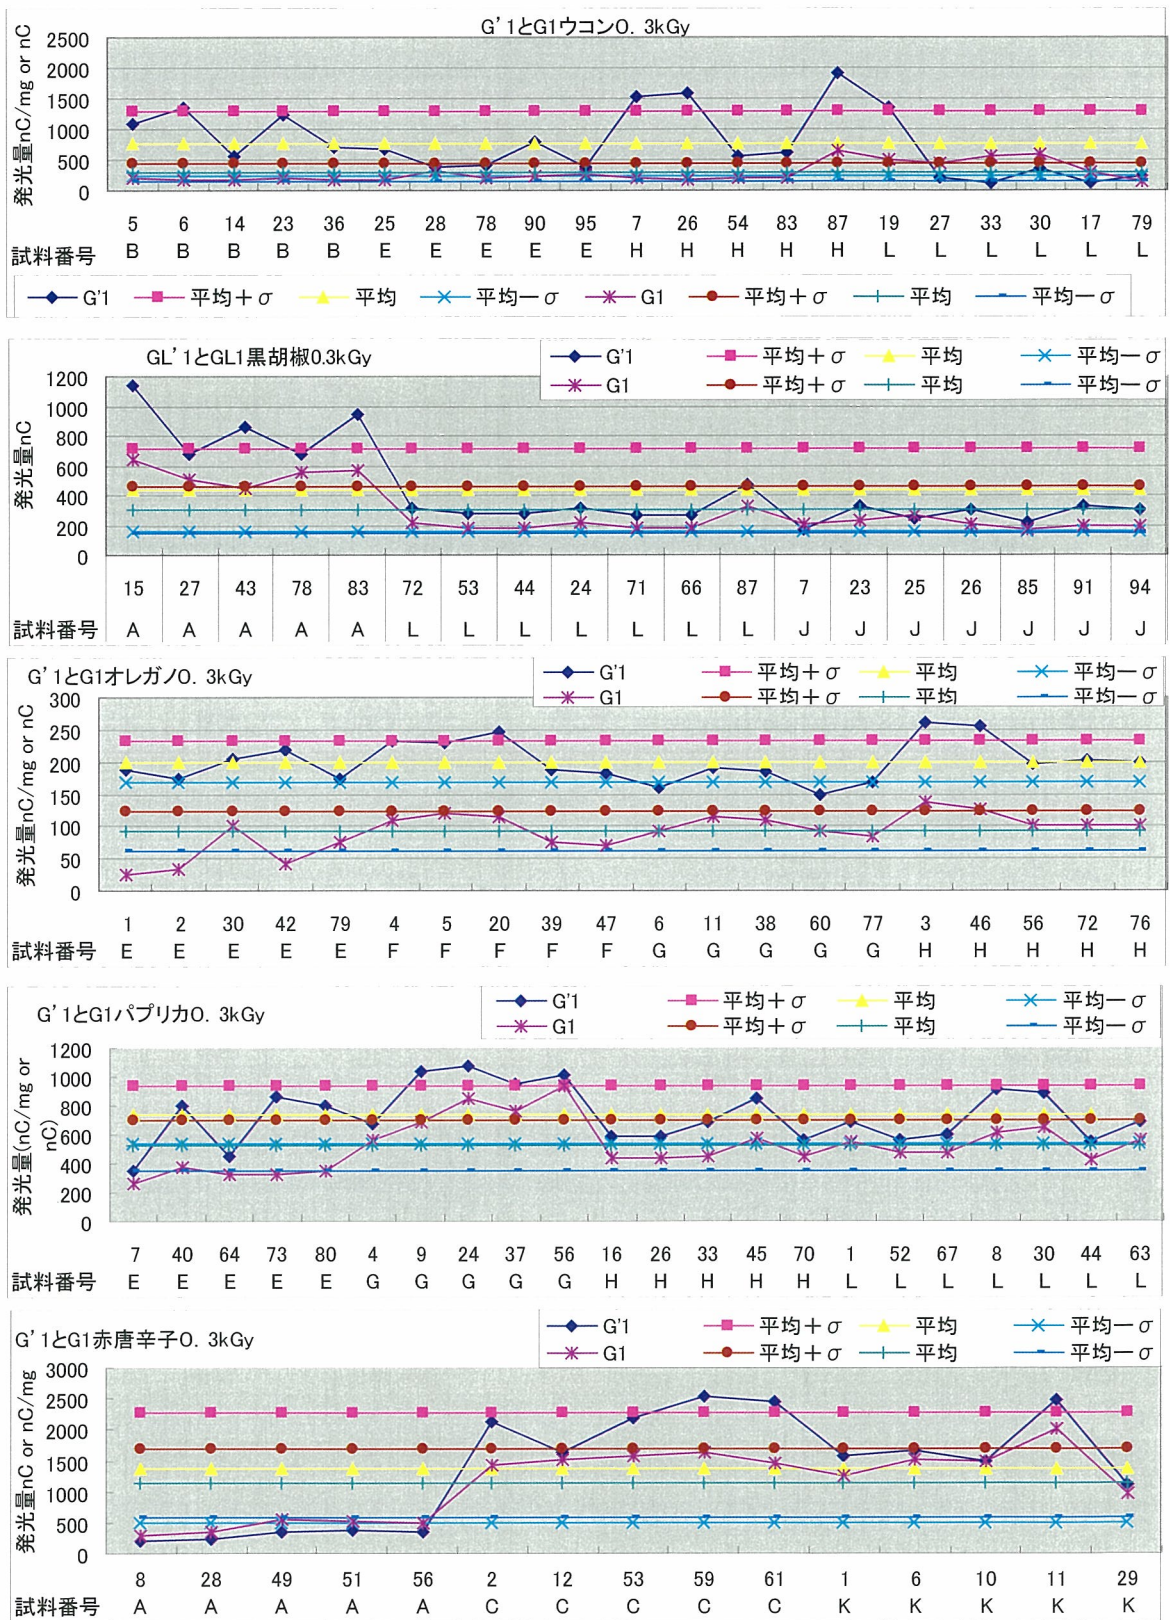 G'1とG1ウコン0. 3kGy
発光量nC/mg or nC
2500
2000
1500
1000
500
0
5 6 14 23 36 25 28 78 90 95 7 26 54 83 87 19 27 33 30 17 79
試料番号 B B B B B E E E E E H H H H H L L L L L L
G'1 平均+σ 平均 平均-σ G1 平均+σ 平均 平均-σ
GL'1とGL1黒胡椒0.3kGy
G'1 平均+σ 平均 平均-σ
G1 平均+σ 平均 平均-σ
発光量nC
1200
1000
800
600
400
200
0
15 27 43 78 83 72 53 44 24 71 66 87 7 23 25 26 85 91 94
試料番号 A A A A A L L L L L L L J J J J J J J
G'1とG1オレガノ0. 3kGy
G'1 平均+σ 平均 平均-σ
G1 平均+σ 平均 平均-σ
発光量nC/mg or nC
300
250
200
150
100
50
0
1 2 30 42 79 4 5 20 39 47 6 11 38 60 77 3 46 56 72 76
試料番号 E E E E E F F F F F G G G G G H H H H H
G'1とG1パプリカ0. 3kGy
G'1 平均+σ 平均 平均-σ
G1 平均+σ 平均 平均-σ
発光量(nC/mg or
nC)
1200
1000
800
600
400
200
0
7 40 64 73 80 4 9 24 37 56 16 26 33 45 70 1 52 67 8 30 44 63
試料番号 E E E E E G G G G G H H H H H L L L L L L L
G'1とG1赤唐辛子0. 3kGy
G'1 平均+σ 平均 平均-σ
G1 平均+σ 平均 平均-σ
発光量nC or nC/mg
3000
2500
2000
1500
1000
500
0
8 28 49 51 56 2 12 53 59 61 1 6 10 11 29
試料番号 A A A A A C C C C C K K K K K